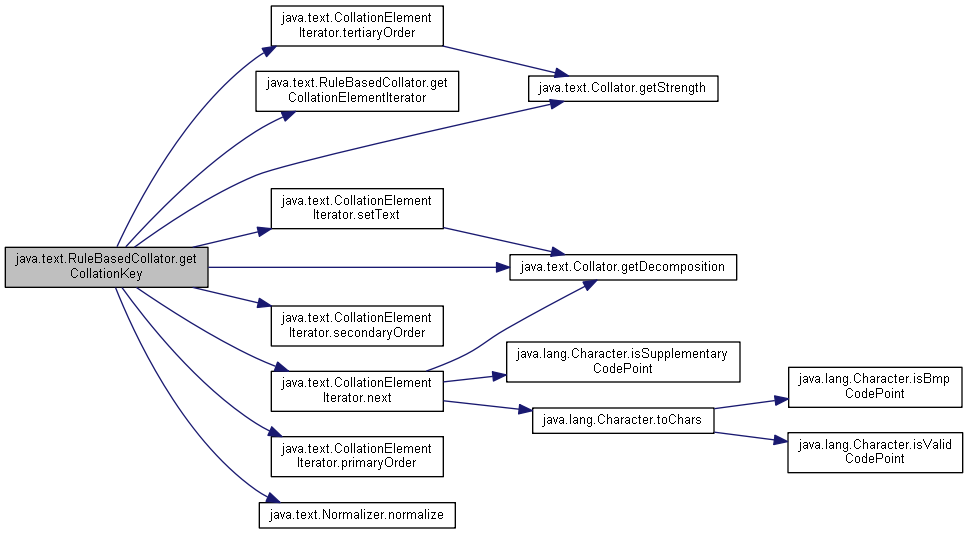 java.text.CollationElement
Iterator.tertiaryOrder
java.text.RuleBasedCollator.get
CollationElementIterator
java.text.Collator.getStrength
java.text.CollationElement
Iterator.setText
java.text.RuleBasedCollator.get
CollationKey
java.text.Collator.getDecomposition
java.text.CollationElement
Iterator.secondaryOrder
java.lang.Character.isSupplementary
CodePoint
java.text.CollationElement
Iterator.next
java.lang.Character.isBmp
CodePoint
java.lang.Character.toChars
java.lang.Character.isValid
CodePoint
java.text.CollationElement
Iterator.primaryOrder
java.text.Normalizer.normalize